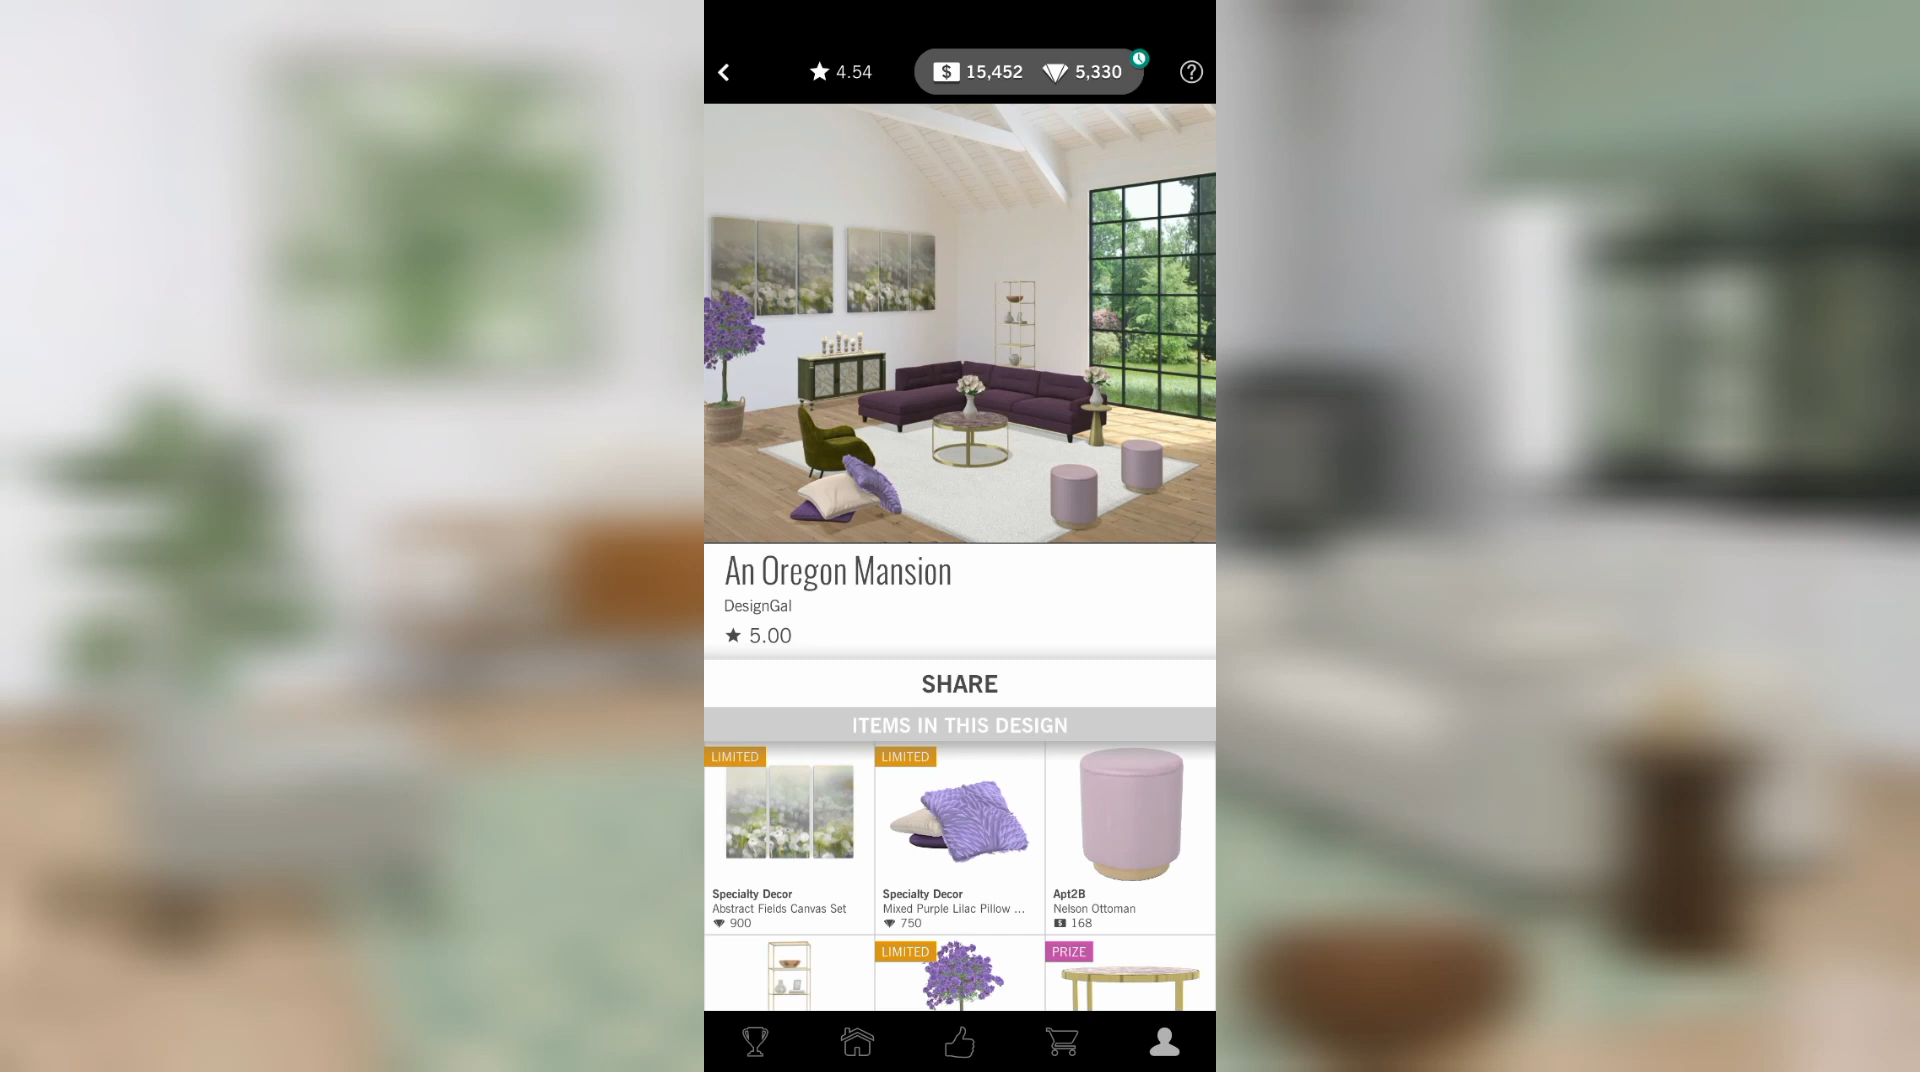 4.54
$ 15,452
5,330
?
An Oregon Mansion
DesignGal
5.00
SHARE
ITEMS IN THIS DESIGN
LIMITED
Specialty Decor
Abstract Fields Canvas Set
900
LIMITED
Specialty Decor
Mixed Purple Lilac Pillow ...
750
Apt2B
Nelson Ottoman
$ 168
LIMITED
PRIZE